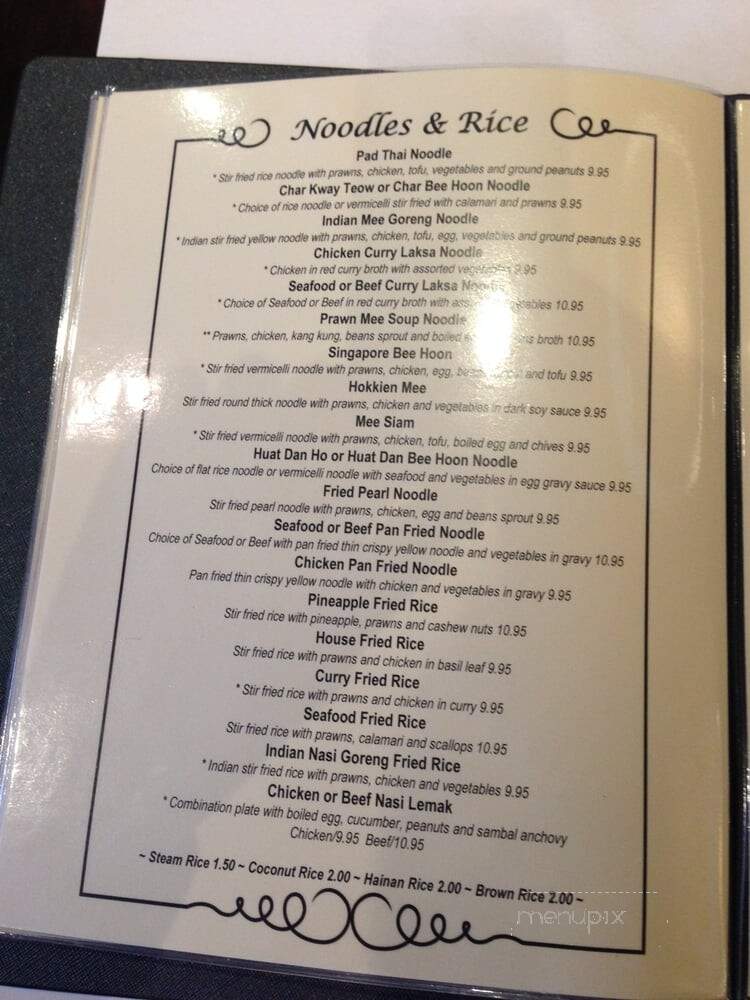 Noodles & Rice
Pad Thai Noodle
* Stir fried rice noodle with prawns, chicken, tofu, vegetables and ground peanuts 9.95
Char Kway Teow or Char Bee Hoon Noodle
* Choice of rice noodle or vermicelli stir fried with calamari and prawns 9.95
Indian Mee Goreng Noodle
* Indian stir fried yellow noodle with prawns, chicken, tofu, egg, vegetables and ground peanuts 9.95
Chicken Curry Laksa Noodle
* Chicken in red curry broth with assorted vegetables 9.95
Seafood or Beef Curry Laksa Noodle
* Choice of Seafood or Beef in red curry broth with 10.95
Prawn Mee Soup Noodle
** Prawns, chicken, kang kung, beans sprout and boiled broth 10.95
Singapore Bee Hoon
* Stir fried vermicelli noodle with prawns, chicken, egg, and tofu 9.95
Hokkien Mee
Stir fried round thick noodle with prawns, chicken and vegetables in dark soy sauce 9.95
Mee Siam
* Stir fried vermicelli noodle with prawns, chicken, tofu, boiled egg and chives 9.95
Huat Dan Ho or Huat Dan Bee Hoon Noodle
Choice of flat rice noodle or vermicelli noodle with seafood and vegetables in egg gravy sauce 9.95
Fried Pearl Noodle
Stir fried pearl noodle with prawns, chicken, egg and beans sprout 9.95
Seafood or Beef Pan Fried Noodle
Choice of Seafood or Beef with pan fried thin crispy yellow noodle and vegetables in gravy 10.95
Chicken Pan Fried Noodle
Pan fried thin crispy yellow noodle with chicken and vegetables in gravy 9.95
Pineapple Fried Rice
Stir fried rice with pineapple, prawns and cashew nuts 10.95
House Fried Rice
Stir fried rice with prawns and chicken in basil leaf 9.95
Curry Fried Rice
* Stir fried rice with prawns and chicken in curry 9.95
Seafood Fried Rice
Stir fried rice with prawns, calamari and scallops 10.95
Indian Nasi Goreng Fried Rice
* Indian stir fried rice with prawns, chicken and vegetables 9.95
Chicken or Beef Nasi Lemak
* Combination plate with boiled egg, cucumber, peanuts and sambal anchovy
Chicken/9.95 Beef/10.95
~ Steam Rice 1.50 ~ Coconut Rice 2.00 ~ Hainan Rice 2.00 ~ Brown Rice 2.00 ~
menupix